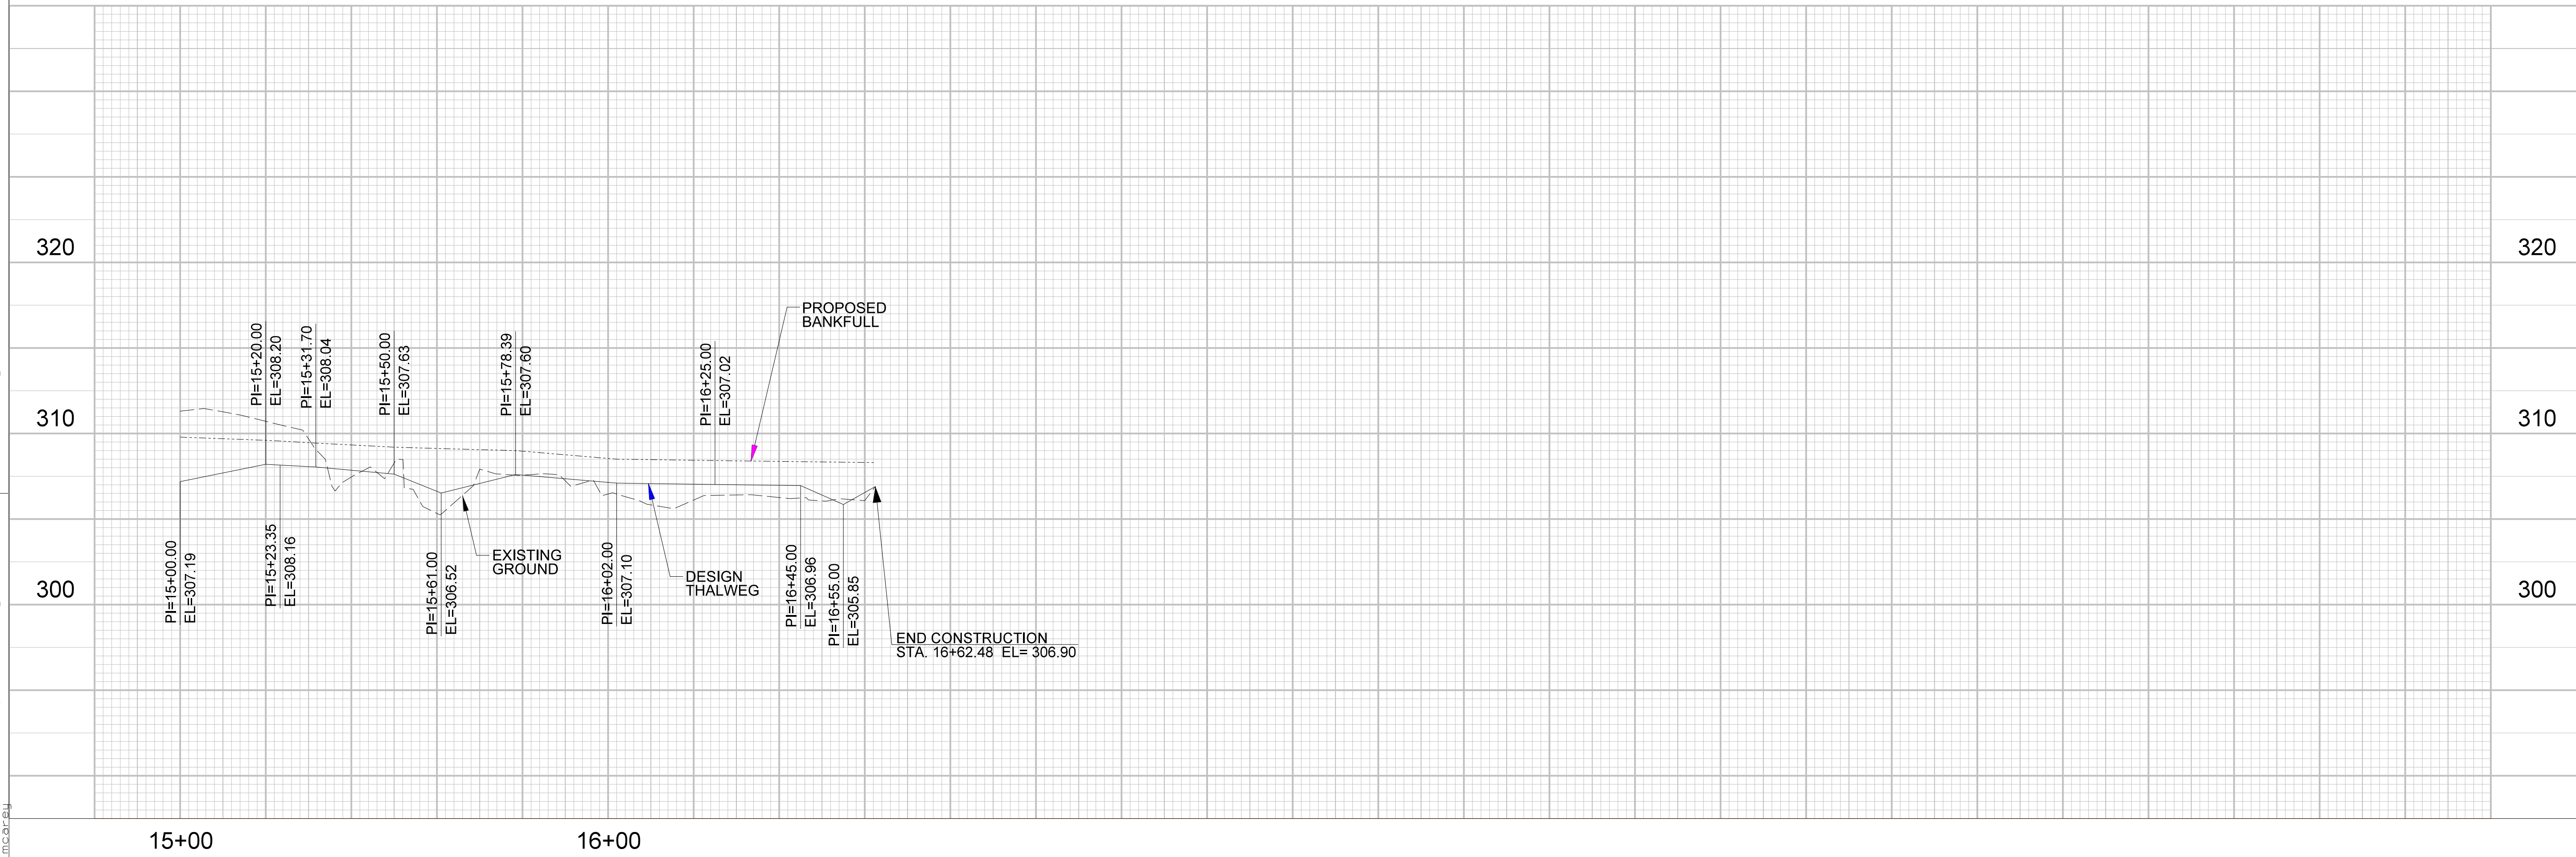 320
320
PROPOSED
BANKFULL
PI=15+20.00
EL=308.20
PI=15+31.70
EL=308.04
PI=15+50.00
EL=307.63
PI=15+78.39
EL=307.60
PI=16+25.00
EL=307.02
310
310
PI=15+00.00
EL=307.19
PI=15+23.35
EL=308.16
PI=15+61.00
EL=306.52
EXISTING
GROUND
PI=16+02.00
EL=307.10
DESIGN
THALWEG
PI=16+45.00
EL=306.96
PI=16+55.00
EL=305.85
300
300
END CONSTRUCTION
STA. 16+62.48 EL= 306.90
mcarey
15+00
16+00